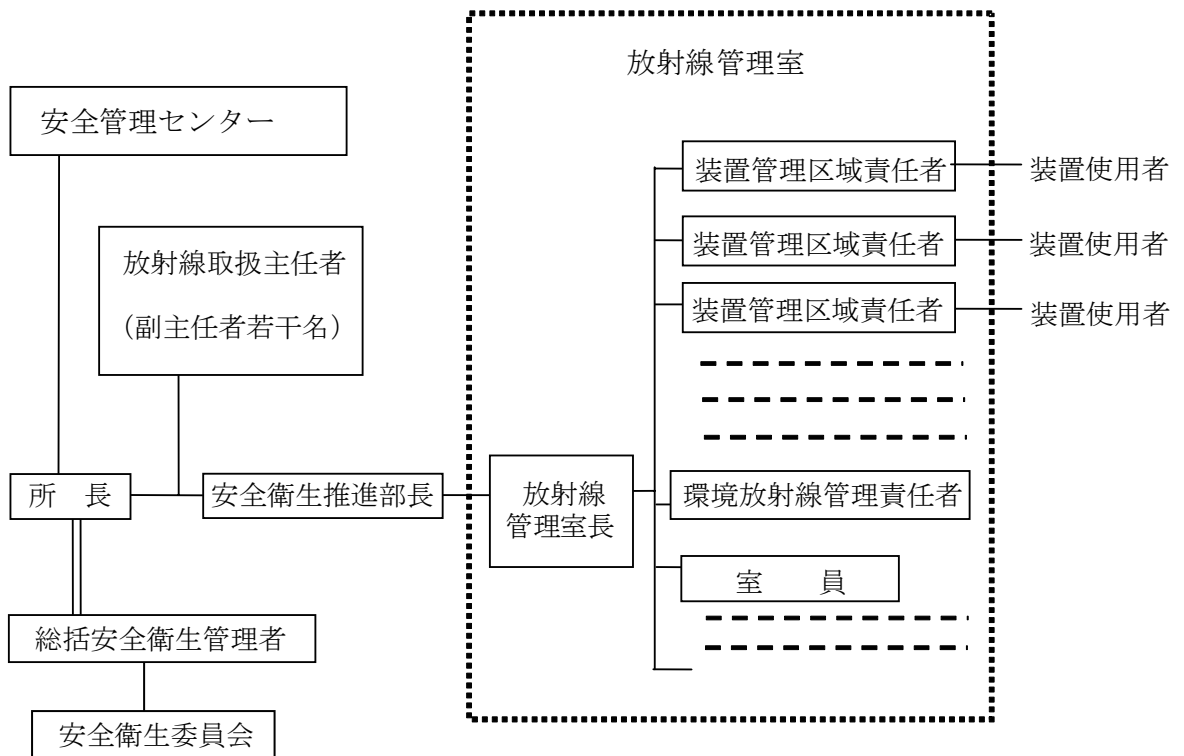 放射線管理室
安全管理センター
装置管理区域責任者
装置使用者
放射線取扱主任者
(副主任者若干名)
装置管理区域責任者
装置使用者
装置管理区域責任者
装置使用者
所　長
安全衛生推進部長
放射線
管理室長
環境放射線管理責任者
室　員
総括安全衛生管理者
安全衛生委員会